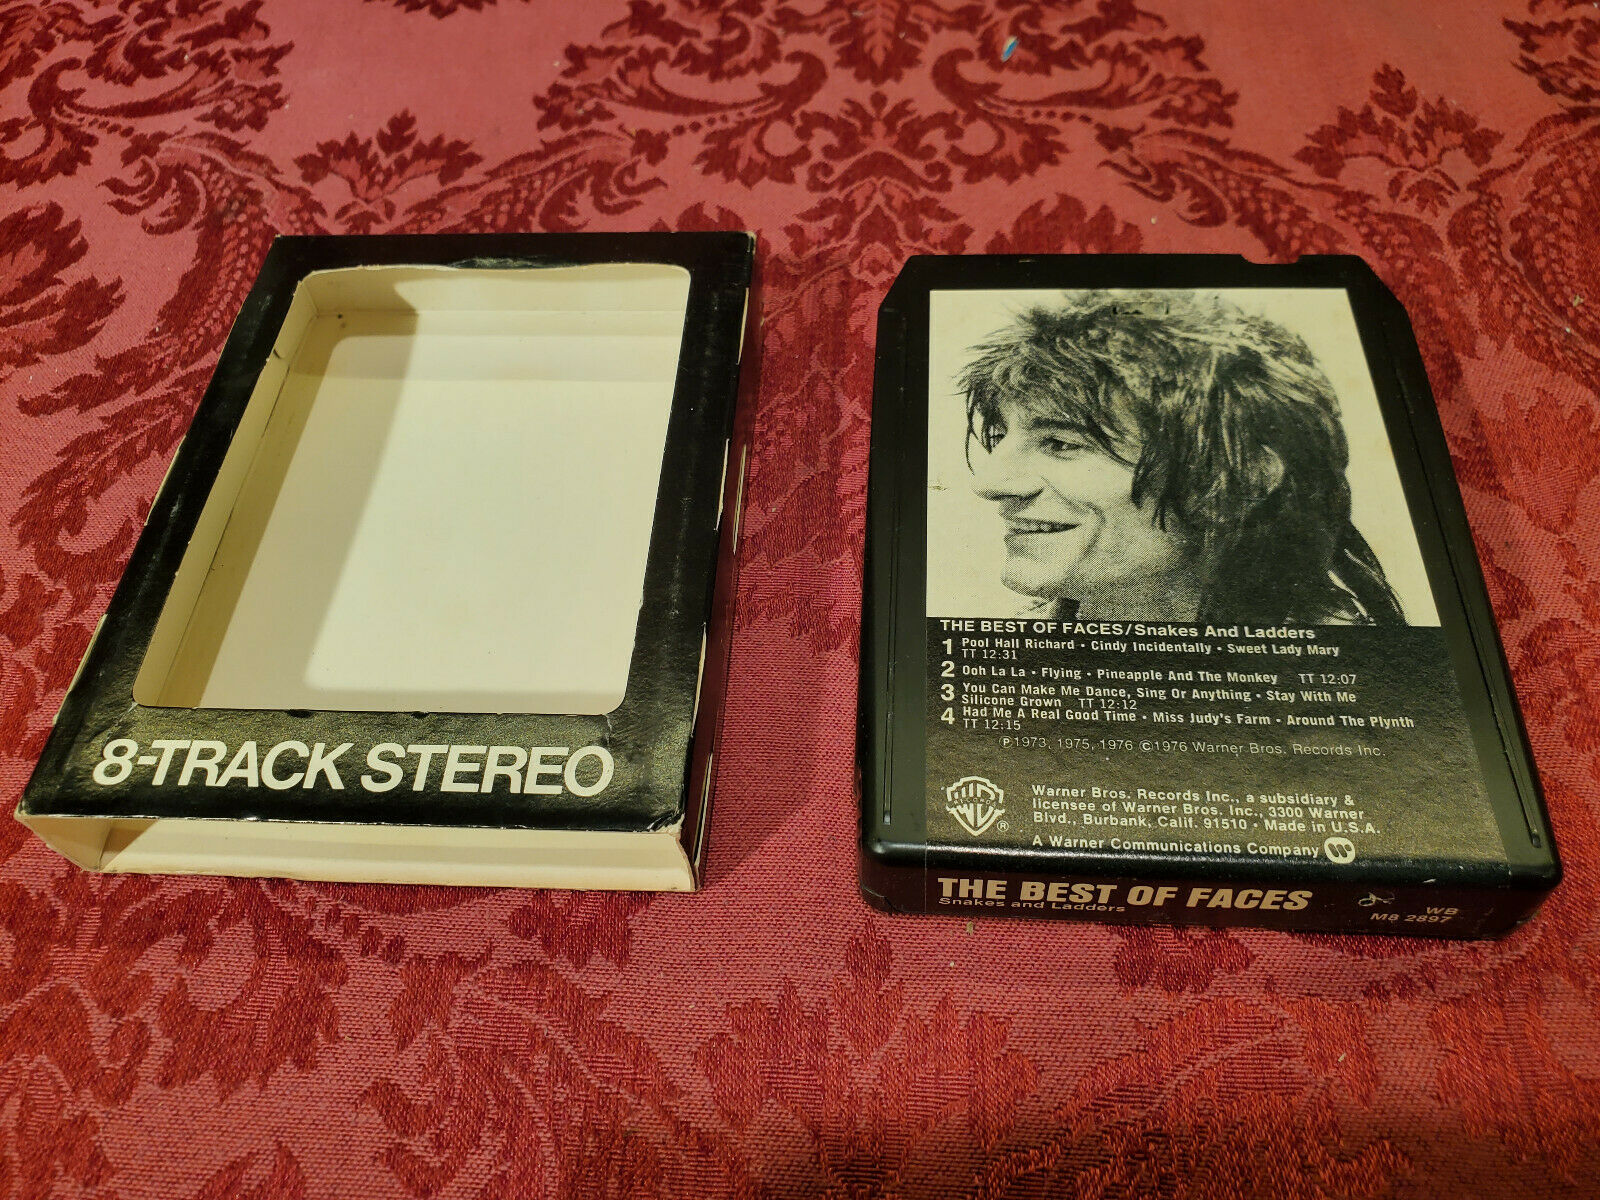 8-TRACK STEREO
THE BEST OF FACES/Snakes And Ladders
1 Pool Hall Richard • Cindy Incidentally • Sweet Lady Mary
TT 12:31
2 Ooh La La • Flying • Pineapple And The Monkey TT 12:07
3 You Can Make Me Dance, Sing Or Anything • Stay With Me
Silicone Grown TT 12:12
4 Had Me A Real Good Time • Miss Judy's Farm • Around The Plynth
TT 12:15
℗1973, 1975, 1976 ©1976 Warner Bros. Records Inc.
Warner Bros. Records Inc., a subsidiary &
licensee of Warner Bros. Inc., 3300 Warner
Blvd., Burbank, Calif. 91510 • Made in U.S.A.
A Warner Communications Company
®
THE BEST OF FACES
Snakes and Ladders
WB
M8 2897